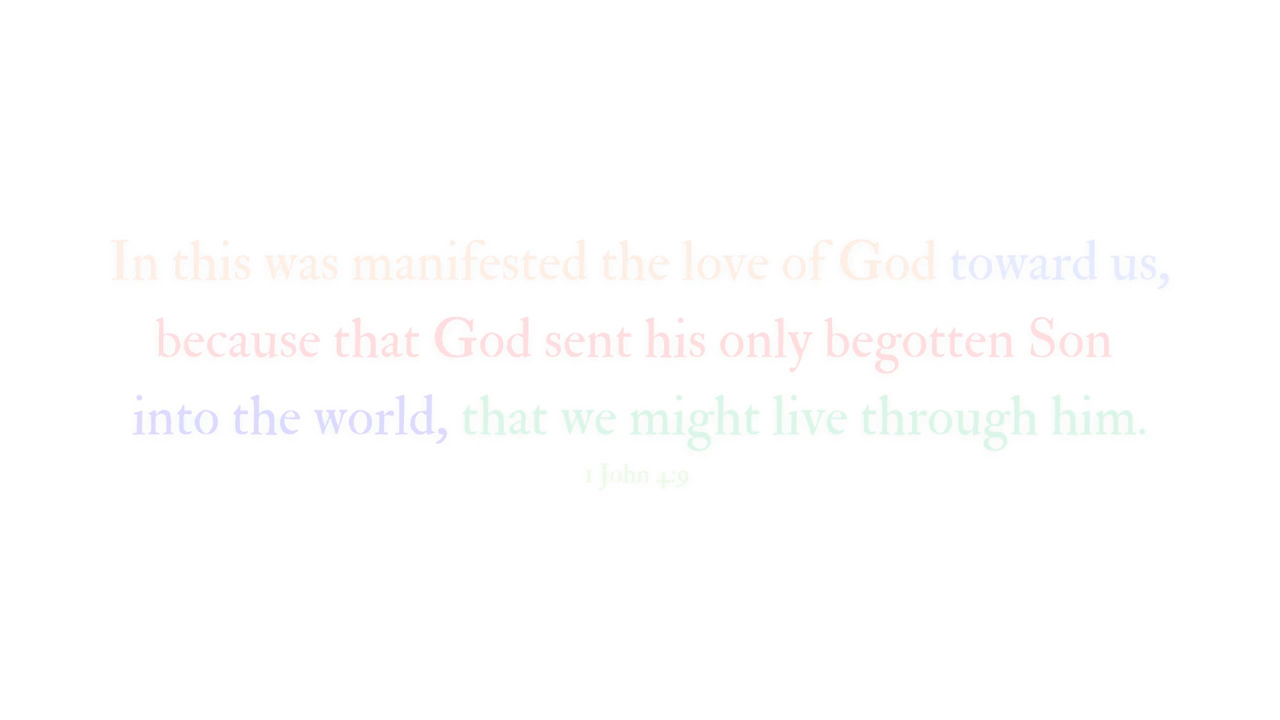 In this was manifested the love of God toward us,
because that God sent his only begotten Son
into the world, that we might live through him.
1 John 4:9